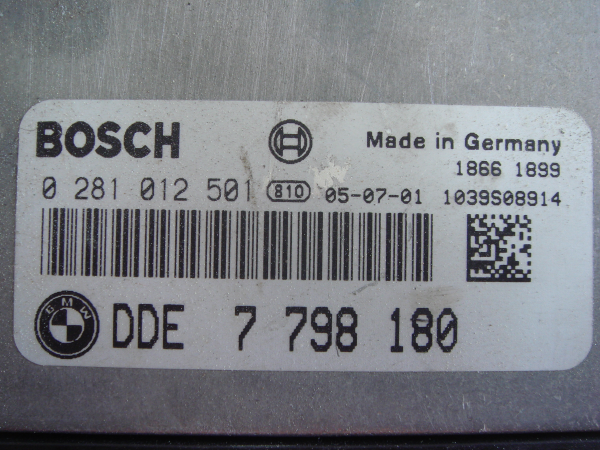 BOSCH
Made in Germany
1866 1899
0 281 012 501 810 05-07-01 1039S08914
BMW DDE 7 798 180